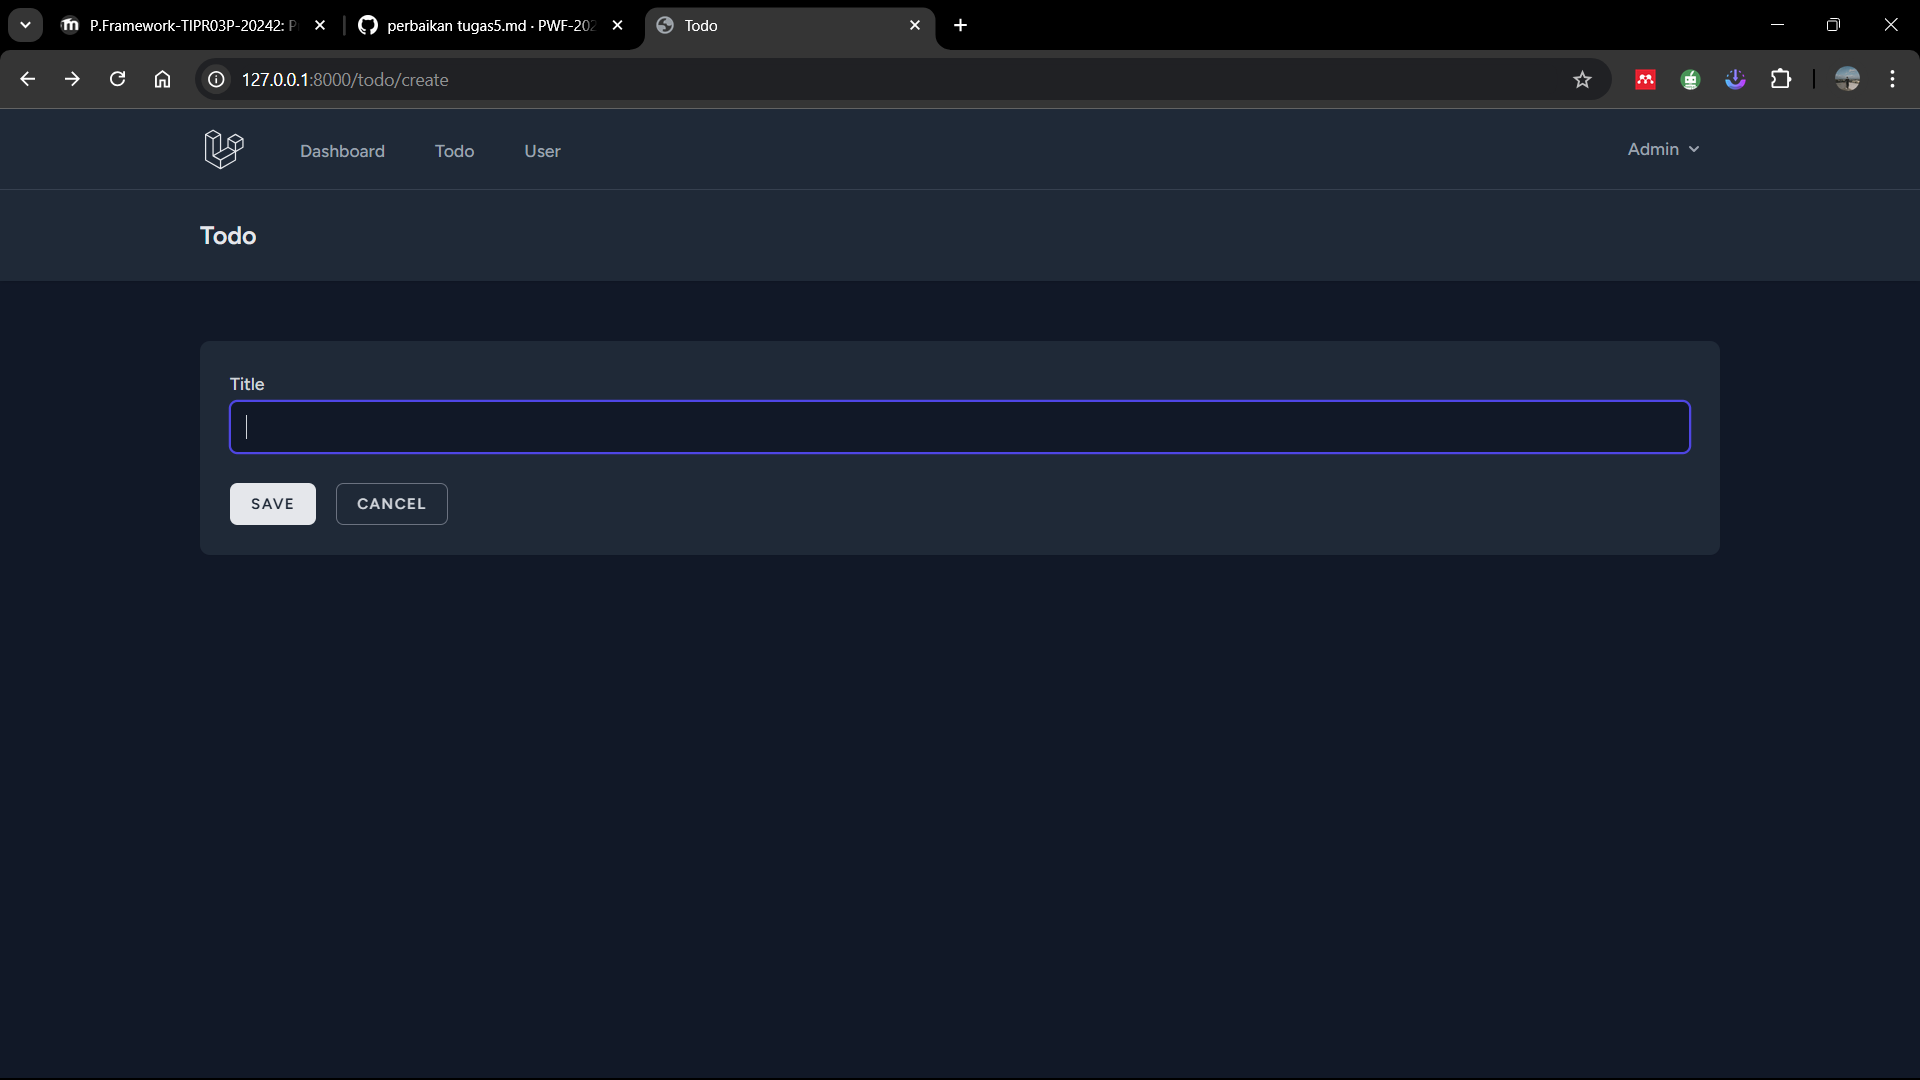 P.Framework-TIPR03P-20242: P
perbaikan tugas5.md · PWF-202
Todo
127.0.0.1:8000/todo/create
Dashboard
Todo
User
Admin
Todo
Title
SAVE
CANCEL